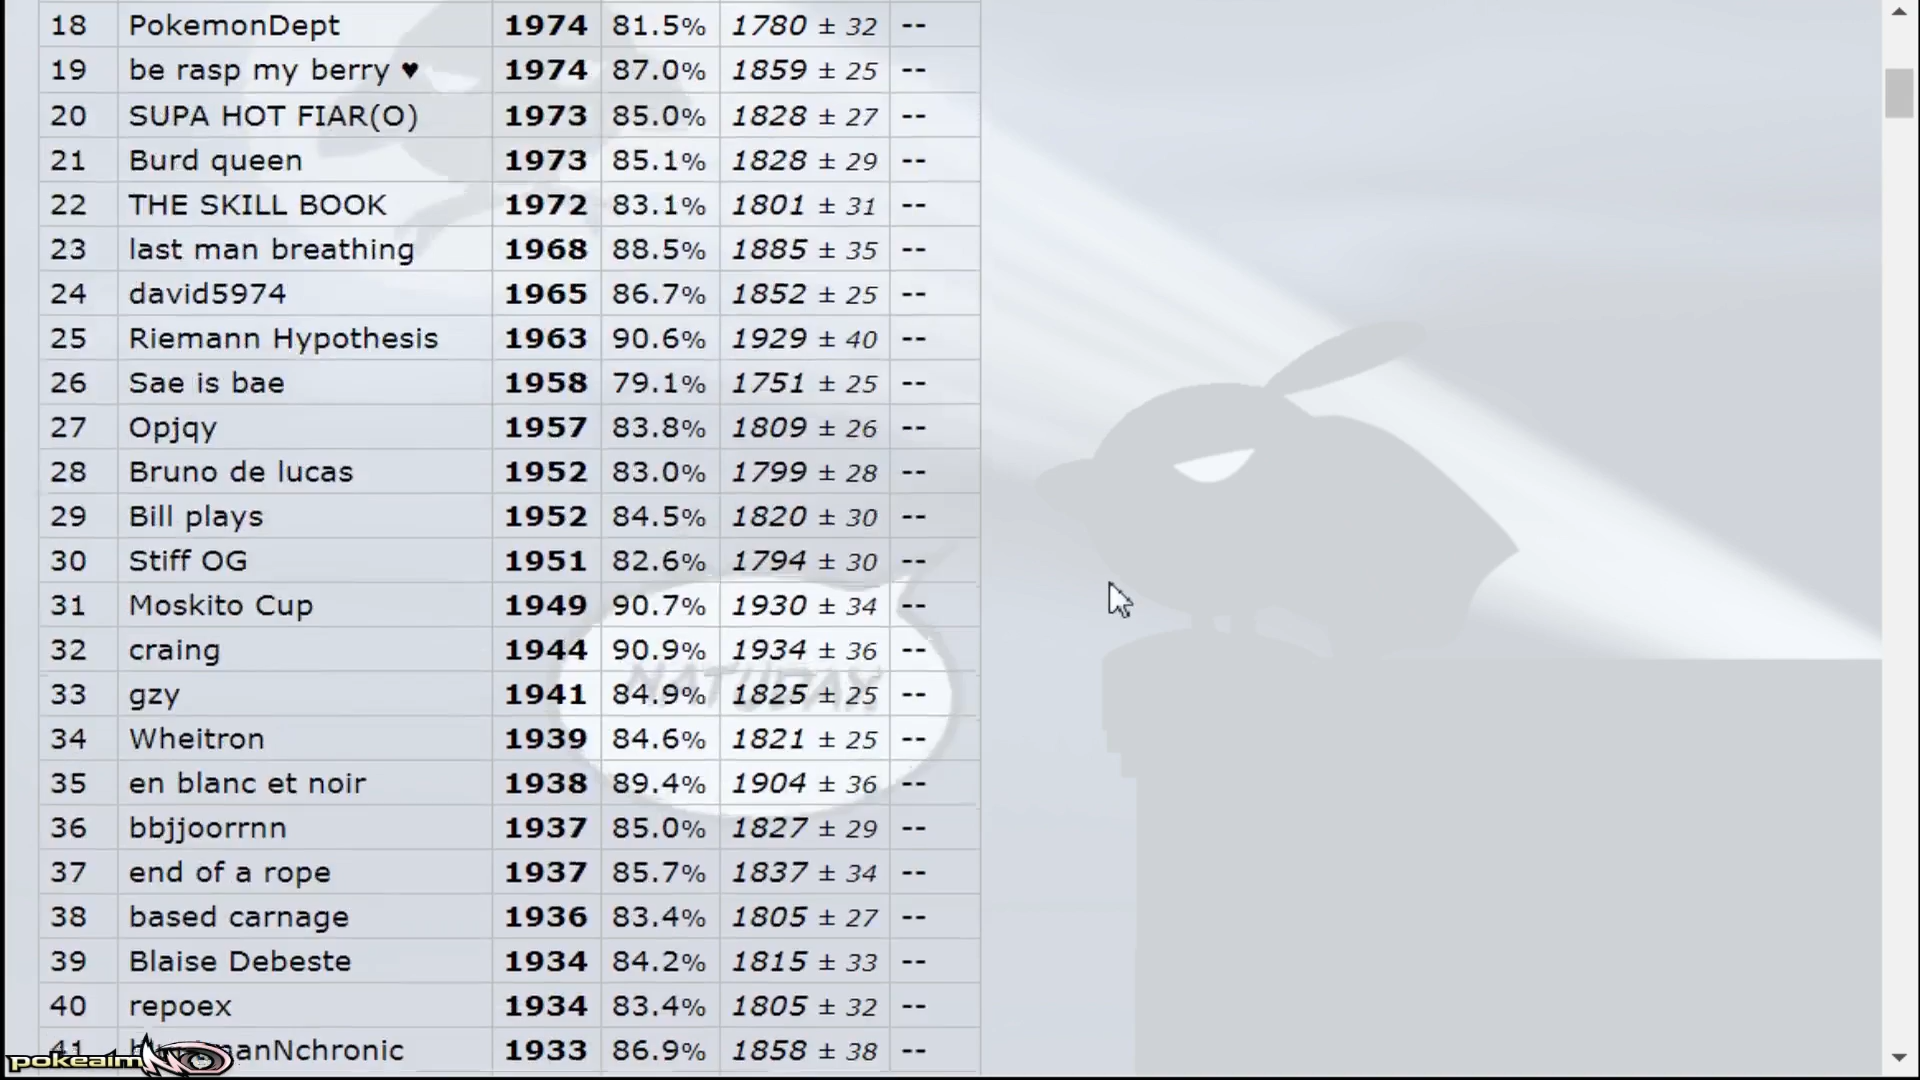 18 PokemonDept 1974 81.5% 1780 ± 32 --
19 be rasp my berry ♥ 1974 87.0% 1859 ± 25 --
20 SUPA HOT FIAR(O) 1973 85.0% 1828 ± 27 --
21 Burd queen 1973 85.1% 1828 ± 29 --
22 THE SKILL BOOK 1972 83.1% 1801 ± 31 --
23 last man breathing 1968 88.5% 1885 ± 35 --
24 david5974 1965 86.7% 1852 ± 25 --
25 Riemann Hypothesis 1963 90.6% 1929 ± 40 --
26 Sae is bae 1958 79.1% 1751 ± 25 --
27 Opjqy 1957 83.8% 1809 ± 26 --
28 Bruno de lucas 1952 83.0% 1799 ± 28 --
29 Bill plays 1952 84.5% 1820 ± 30 --
30 Stiff OG 1951 82.6% 1794 ± 30 --
31 Moskito Cup 1949 90.7% 1930 ± 34 --
32 craing 1944 90.9% 1934 ± 36 --
33 gzy 1941 84.9% 1825 ± 25 --
34 Wheitron 1939 84.6% 1821 ± 25 --
35 en blanc et noir 1938 89.4% 1904 ± 36 --
36 bbjjoorrnn 1937 85.0% 1827 ± 29 --
37 end of a rope 1937 85.7% 1837 ± 34 --
38 based carnage 1936 83.4% 1805 ± 27 --
39 Blaise Debeste 1934 84.2% 1815 ± 33 --
40 repoex 1934 83.4% 1805 ± 32 --
41 1933 86.9% 1858 ± 38 --
NATUDAY
pokeaim